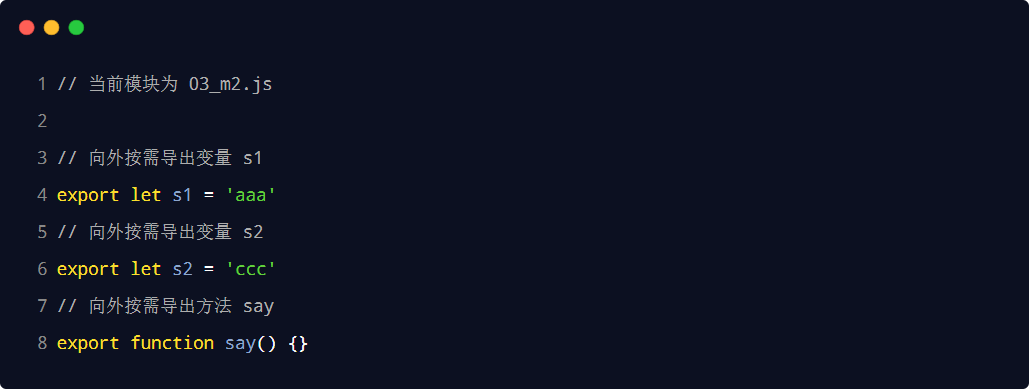 1 // 当前模块为 03_m2.js
2
3 // 向外按需导出变量 s1
4 export let s1 = 'aaa'
5 // 向外按需导出变量 s2
6 export let s2 = 'ccc'
7 // 向外按需导出方法 say
8 export function say() {}